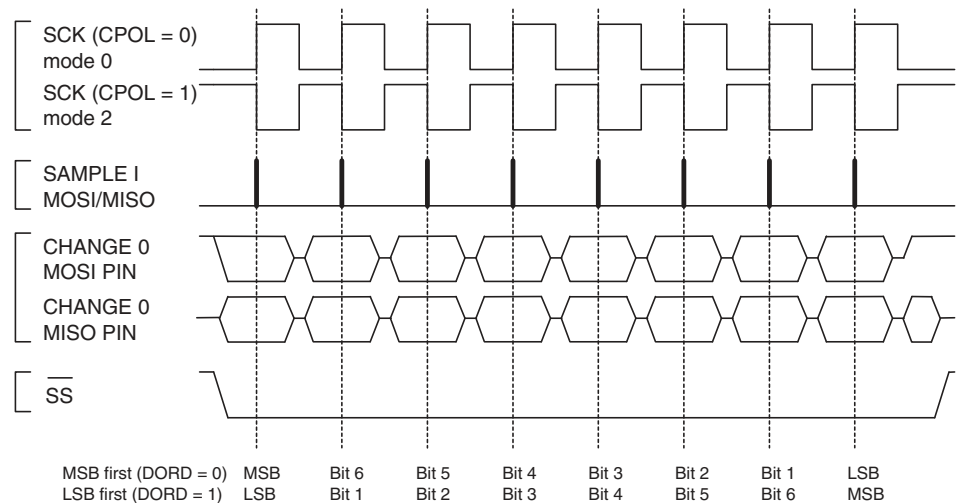 SCK (CPOL = 0)
mode 0
SCK (CPOL = 1)
mode 2
SAMPLE I
MOSI/MISO
CHANGE 0
MOSI PIN
CHANGE 0
MISO PIN
SS
MSB first (DORD = 0) MSB Bit 6 Bit 5 Bit 4 Bit 3 Bit 2 Bit 1 LSB
LSB first (DORD = 1) LSB Bit 1 Bit 2 Bit 3 Bit 4 Bit 5 Bit 6 MSB